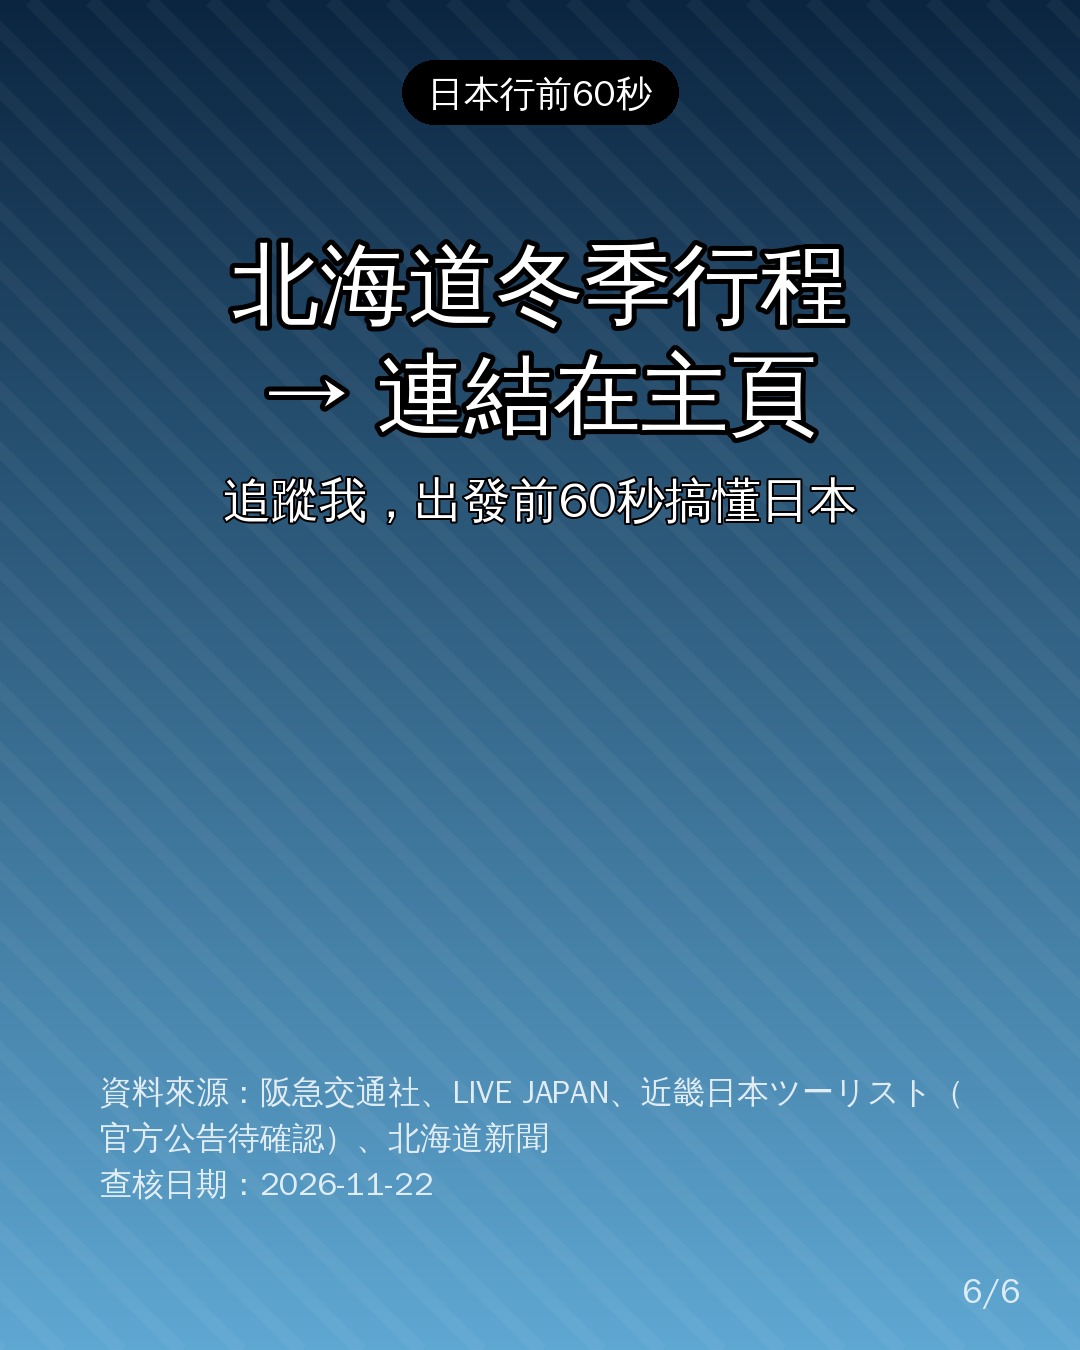 日本行前60秒
北海道冬季行程
→ 連結在主頁
追蹤我，出發前60秒搞懂日本
資料來源：阪急交通社、LIVE JAPAN、近畿日本ツーリスト（
官方公告待確認）、北海道新聞
查核日期：2026-11-22
6/6